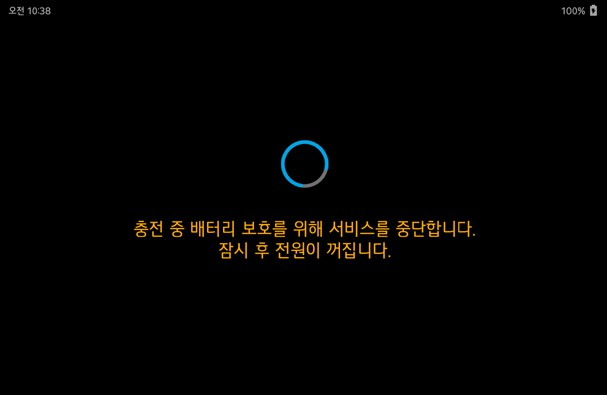 오전 10:38
100%
충전 중 배터리 보호를 위해 서비스를 중단합니다.
잠시 후 전원이 꺼집니다.